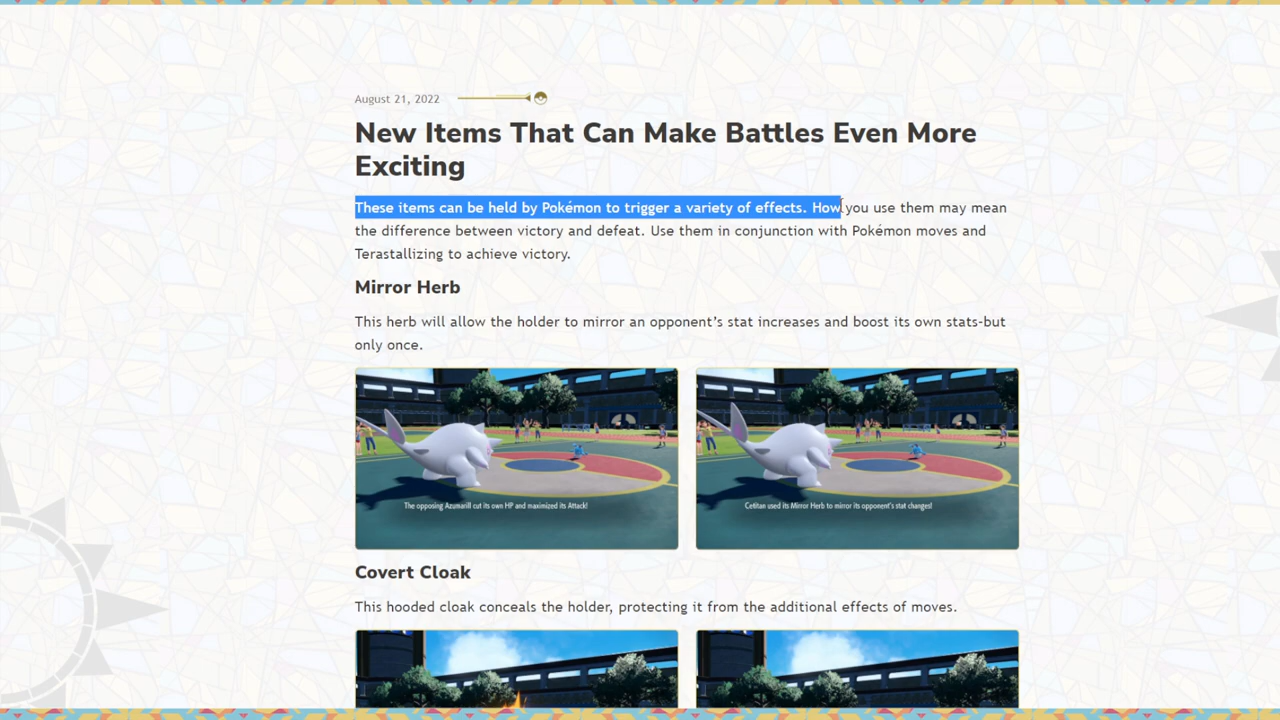 August 21, 2022
New Items That Can Make Battles Even More
Exciting
These items can be held by Pokémon to trigger a variety of effects. How you use them may mean
the difference between victory and defeat. Use them in conjunction with Pokémon moves and
Terastallizing to achieve victory.
Mirror Herb
This herb will allow the holder to mirror an opponent’s stat increases and boost its own stats-but
only once.
The opposing Azumarill cut its own HP and maximized its Attack!
Cetitan used its Mirror Herb to mirror its opponent's stat changes!
Covert Cloak
This hooded cloak conceals the holder, protecting it from the additional effects of moves.